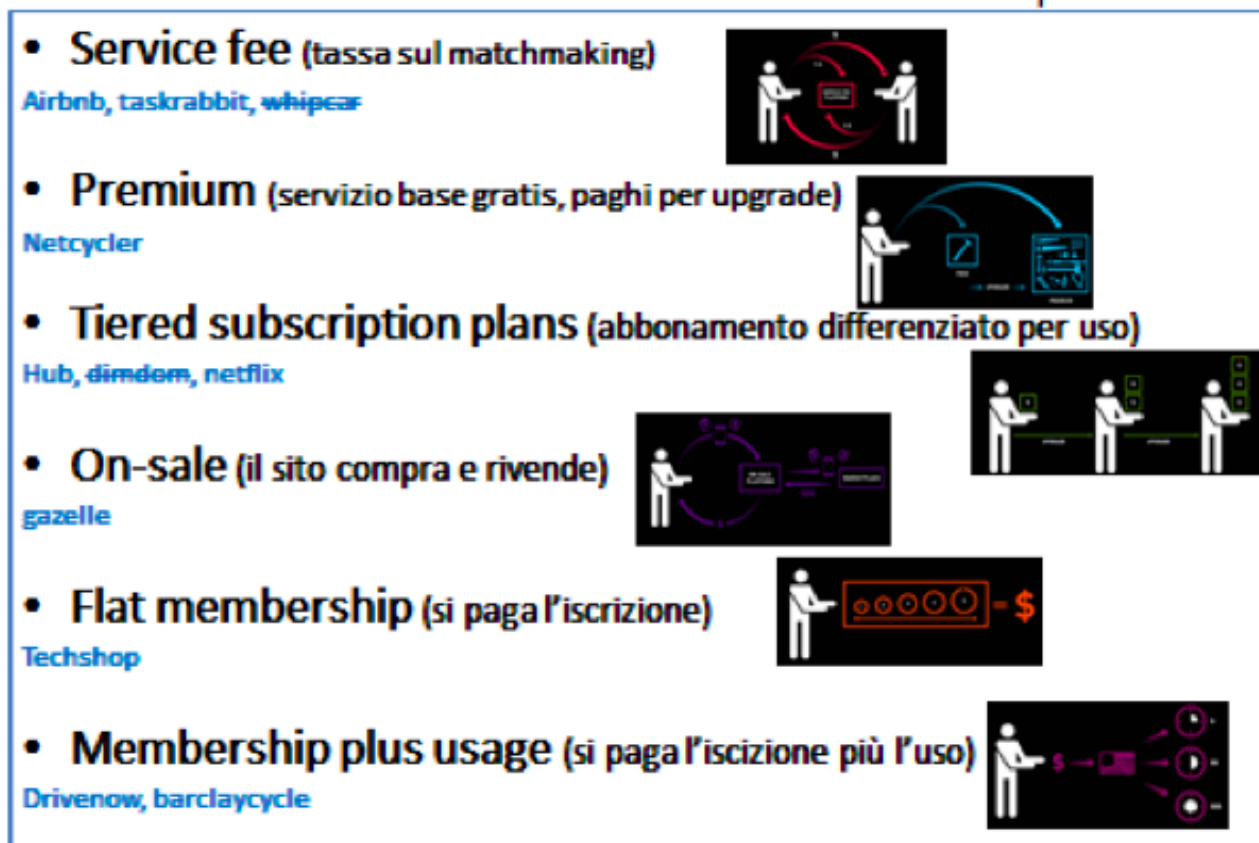 • Service fee (tassa sul matchmaking)
Airbnb, taskrabbit, whipcar
• Premium (servizio base gratis, paghi per upgrade)
Netcycler
• Tiered subscription plans (abbonamento differenziato per uso)
Hub, dimdom, netflix
• On-sale (il sito compra e rivende)
gazelle
• Flat membership (si paga l'iscrizione)
= $
Techshop
• Membership plus usage (si paga l'iscizione più l'uso)
$
Drivenow, barclaycycle